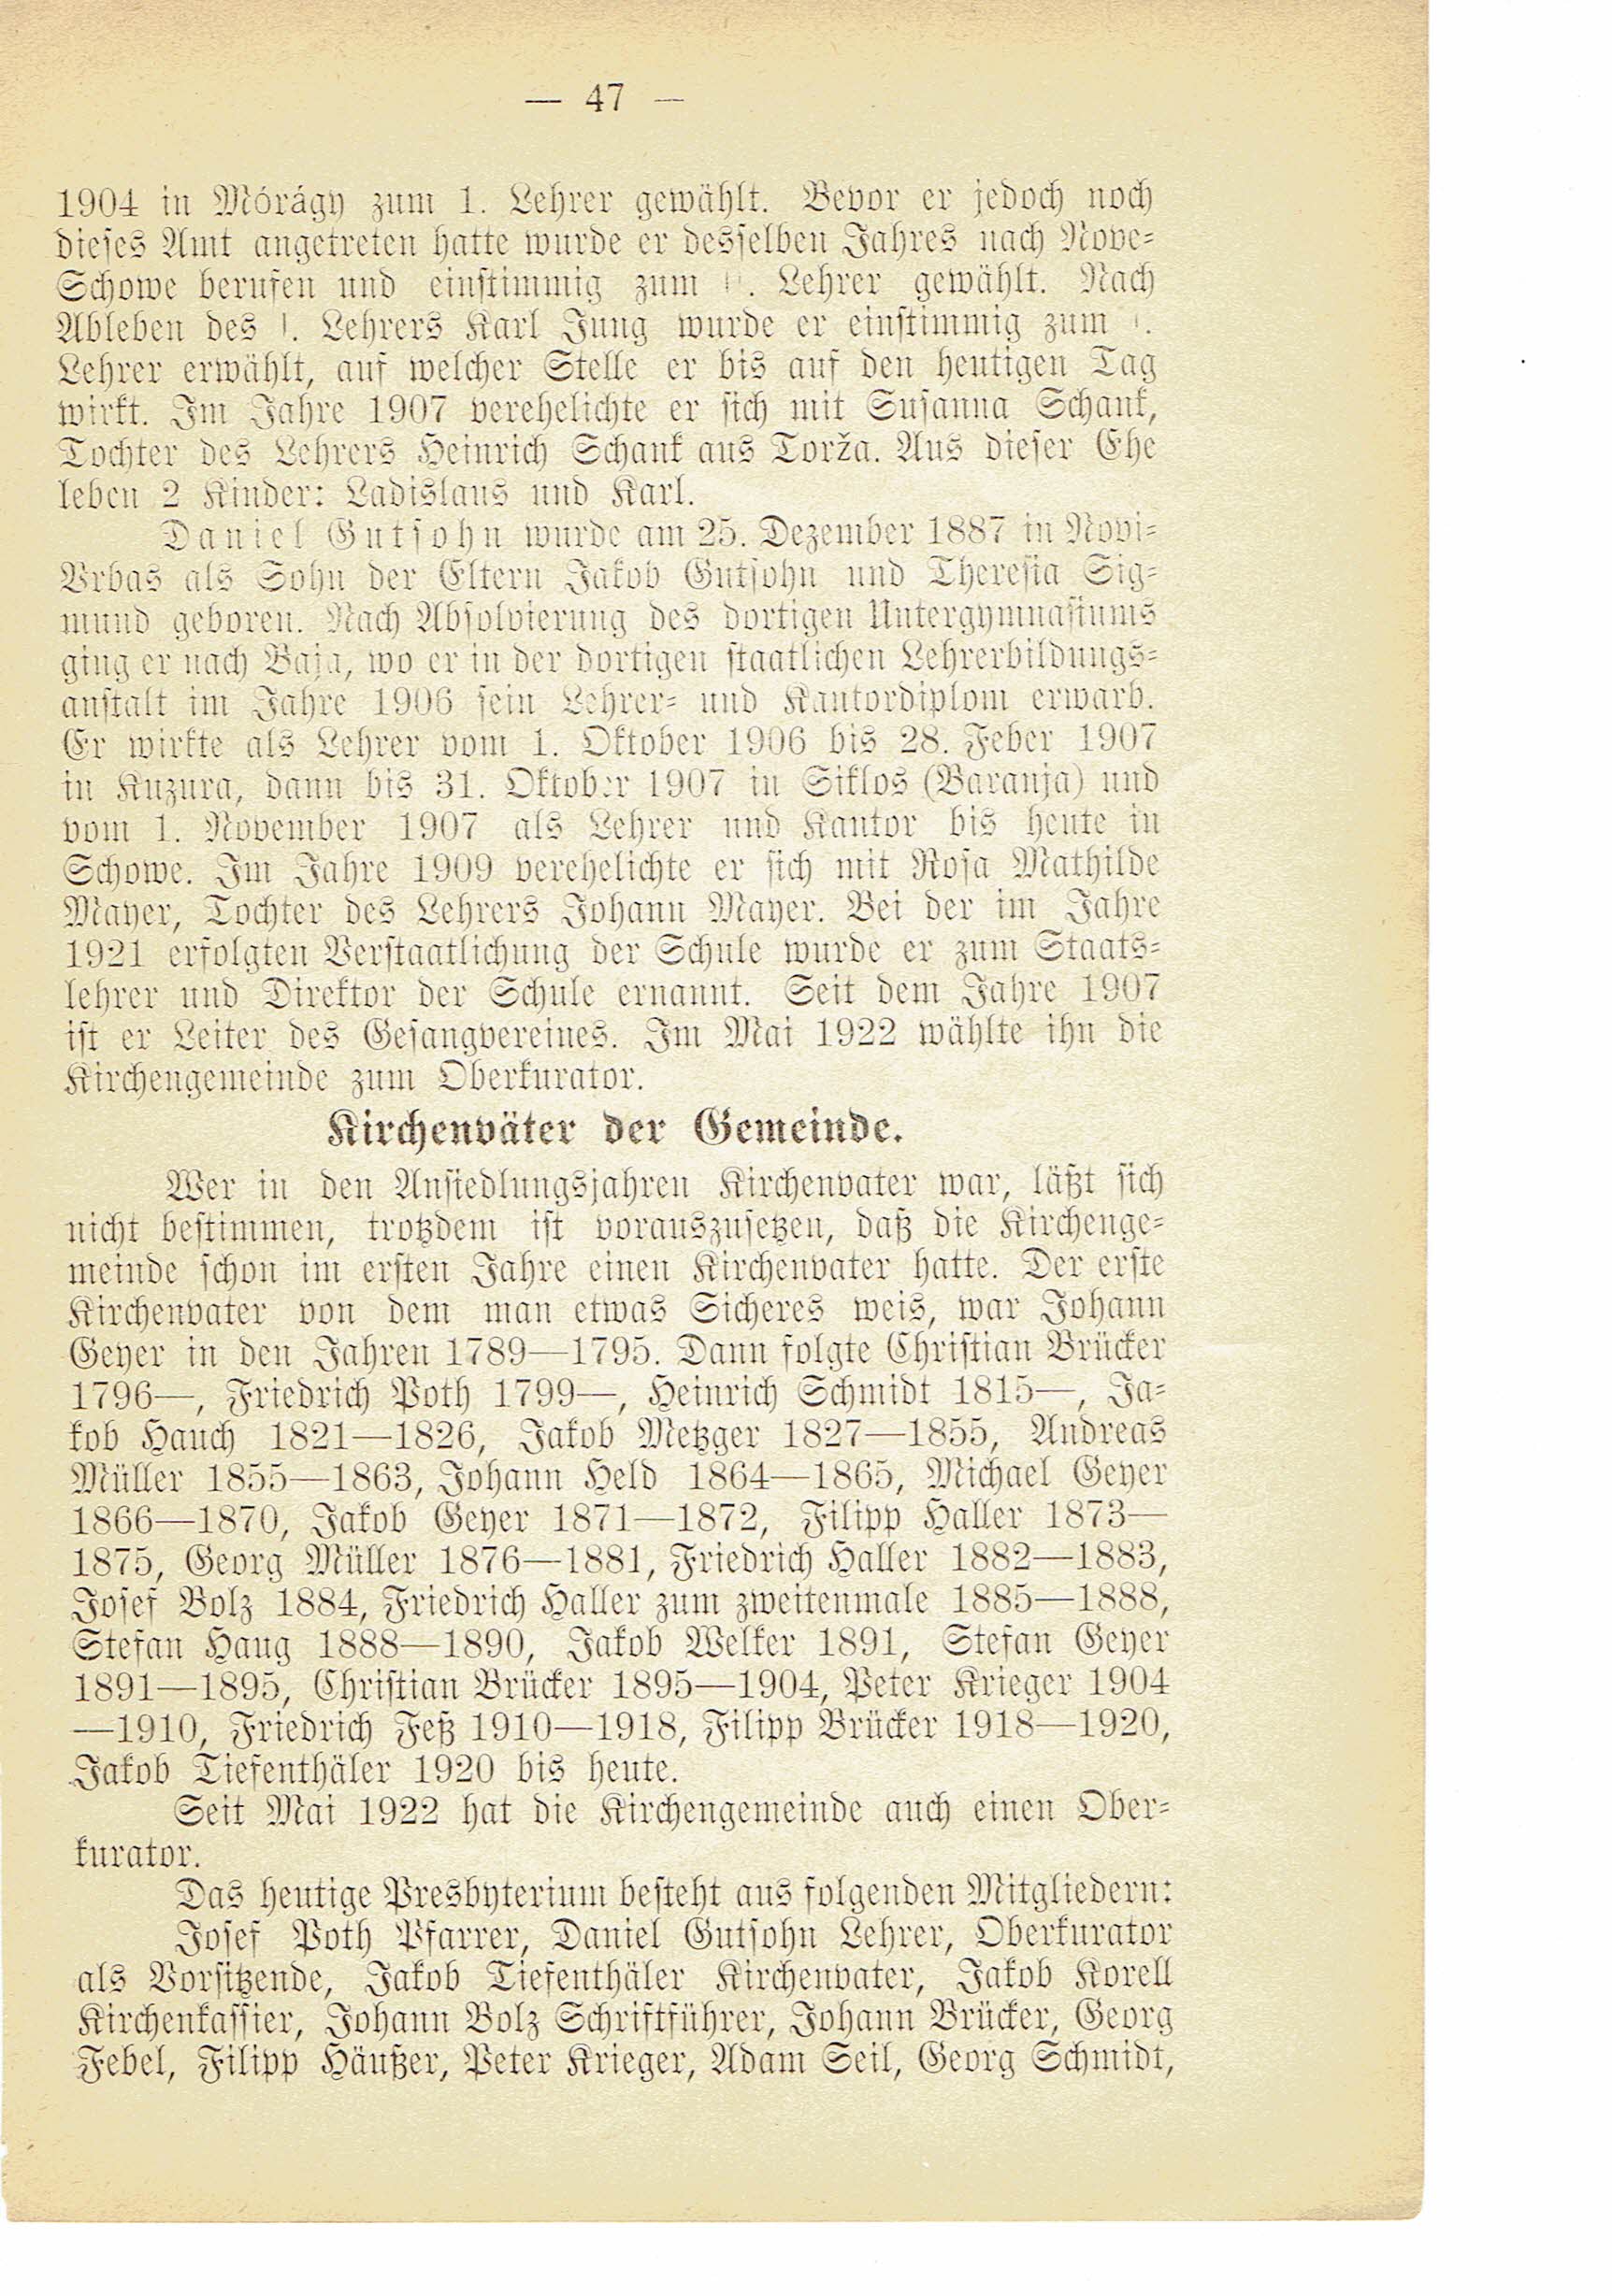 — 47 —
1904 in Mórágy zum 1. Lehrer gewählt. Bevor er jedoch noch
dieses Amt angetreten hatte wurde er desselben Jahres nach Nove-
Schowe berufen und einstimmig zum . Lehrer gewählt. Nach
Ableben des . Lehrers Karl Jung wurde er einstimmig zum .
Lehrer erwählt, auf welcher Stelle er bis auf den heutigen Tag
wirkt. Im Jahre 1907 verehelichte er sich mit Susanna Schank,
Tochter des Lehrers Heinrich Schank aus Torža. Aus dieser Ehe
leben 2 Kinder: Ladislaus und Karl.
Daniel Gutsohn wurde am 25. Dezember 1887 in Novi-
Vrbas als Sohn der Eltern Jakob Gutsohn und Theresia Sig-
mund geboren. Nach Absolvierung des dortigen Untergymnasiums
ging er nach Baja, wo er in der dortigen staatlichen Lehrerbildungs-
anstalt im Jahre 1906 sein Lehrer- und Kantordiplom erwarb.
Er wirkte als Lehrer vom 1. Oktober 1906 bis 28. Feber 1907
in Kuzura, dann bis 31. Oktober 1907 in Siklos (Baranja) und
vom 1. November 1907 als Lehrer und Kantor bis heute in
Schowe. Im Jahre 1909 verehelichte er sich mit Rosa Mathilde
Mayer, Tochter des Lehrers Johann Mayer. Bei der im Jahre
1921 erfolgten Verstaatlichung der Schule wurde er zum Staats-
lehrer und Direktor der Schule ernannt. Seit dem Jahre 1907
ist er Leiter des Gesangvereines. Im Mai 1922 wählte ihn die
Kirchengemeinde zum Oberkurator.
Kirchenväter der Gemeinde.
Wer in den Ansiedlungsjahren Kirchenvater war, läßt sich
nicht bestimmen, trotzdem ist vorauszusetzen, daß die Kirchenge-
meinde schon im ersten Jahre einen Kirchenvater hatte. Der erste
Kirchenvater von dem man etwas Sicheres weis, war Johann
Geyer in den Jahren 1789—1795. Dann folgte Christian Brücker
1796—, Friedrich Poth 1799—, Heinrich Schmidt 1815—, Ja-
kob Hauch 1821—1826, Jakob Metzger 1827—1855, Andreas
Müller 1855—1863, Johann Held 1864—1865, Michael Geyer
1866—1870, Jakob Geyer 1871—1872, Filipp Haller 1873—
1875, Georg Müller 1876—1881, Friedrich Haller 1882—1883,
Josef Bolz 1884, Friedrich Haller zum zweitenmale 1885—1888,
Stefan Haug 1888—1890, Jakob Welker 1891, Stefan Geyer
1891—1895, Christian Brücker 1895—1904, Peter Krieger 1904
—1910, Friedrich Feß 1910—1918, Filipp Brücker 1918—1920,
Jakob Tiefenthäler 1920 bis heute.
Seit Mai 1922 hat die Kirchengemeinde auch einen Ober-
kurator.
Das heutige Presbyterium besteht aus folgenden Mitgliedern:
Josef Poth Pfarrer, Daniel Gutsohn Lehrer, Oberkurator
als Vorsitzende, Jakob Tiefenthäler Kirchenvater, Jakob Korell
Kirchenkassier, Johann Bolz Schriftführer, Johann Brücker, Georg
Febel, Filipp Häußer, Peter Krieger, Adam Seil, Georg Schmidt,